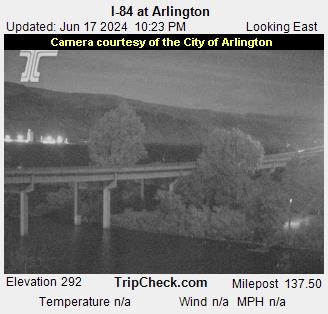 I-84 at Arlington
Updated: Jun 17 2024 10:23 PM Looking East
Camera courtesy of the City of Arlington
Elevation 292 TripCheck.com Milepost 137.50
Temperature n/a Wind n/a MPH n/a